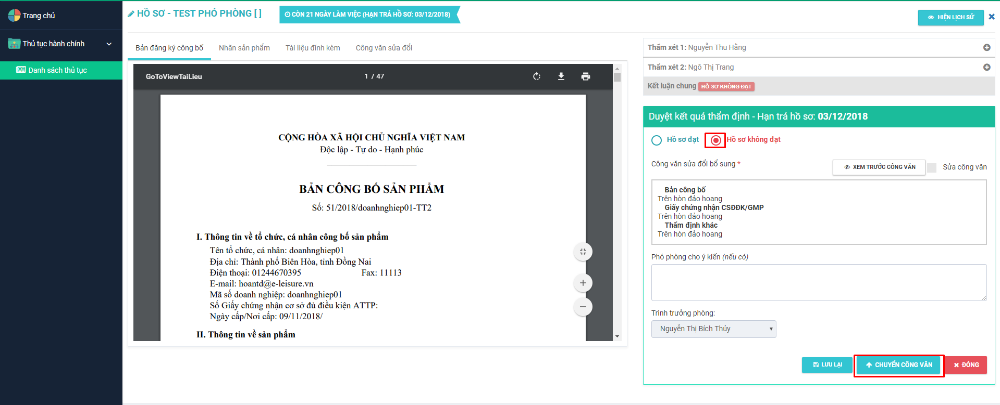 Trang chủ
Thủ tục hành chính
Danh sách thủ tục
HỒ SƠ - TEST PHÓ PHÒNG [ ]
CÒN 21 NGÀY LÀM VIỆC (HẠN TRẢ HỒ SƠ: 03/12/2018)
HIỆN LỊCH SỬ
Bản đăng ký công bố
Nhãn sản phẩm
Tài liệu đính kèm
Công văn sửa đổi
GoToViewTaiLieu
1 / 47
CỘNG HÒA XÃ HỘI CHỦ NGHĨA VIỆT NAM
Độc lập - Tự do - Hạnh phúc
BẢN CÔNG BỐ SẢN PHẨM
Số: 51/2018/doanhnghiep01-TT2
I. Thông tin về tổ chức, cá nhân công bố sản phẩm
Tên tổ chức, cá nhân: doanhnghiep01
Địa chỉ: Thành phố Biên Hòa, tỉnh Đồng Nai
Điện thoại: 01244670395 Fax: 11113
E-mail: hoantd@e-leisure.vn
Mã số doanh nghiệp: doanhnghiep01
Số Giấy chứng nhận cơ sở đủ điều kiện ATTP:
Ngày cấp/Nơi cấp: 09/11/2018/
II. Thông tin về sản phẩm
Thẩm xét 1: Nguyễn Thu Hằng
Thẩm xét 2: Ngô Thị Trang
Kết luận chung HỒ SƠ KHÔNG ĐẠT
Duyệt kết quả thẩm định - Hạn trả hồ sơ: 03/12/2018
Hồ sơ đạt
Hồ sơ không đạt
Công văn sửa đổi bổ sung *
XEM TRƯỚC CÔNG VĂN
Sửa công văn
Bản công bố
Trên hòn đảo hoang
Giấy chứng nhận CSĐĐK/GMP
Trên hòn đảo hoang
Thẩm định khác
Trên hòn đảo hoang
Phó phòng cho ý kiến (nếu có)
Trình trưởng phòng:
Nguyễn Thị Bích Thủy
LƯU LẠI
CHUYỂN CÔNG VĂN
ĐÓNG